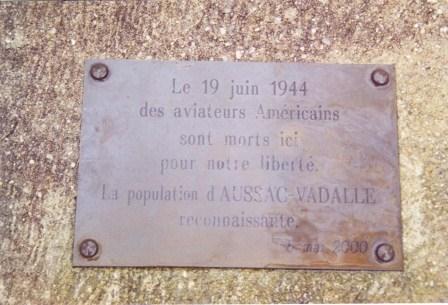 Le 19 juin 1944
des aviateurs Américains
sont morts ici
pour notre liberté.
La population d'AUSSAC-VADALLE
reconnaissante.
8 mai 2000